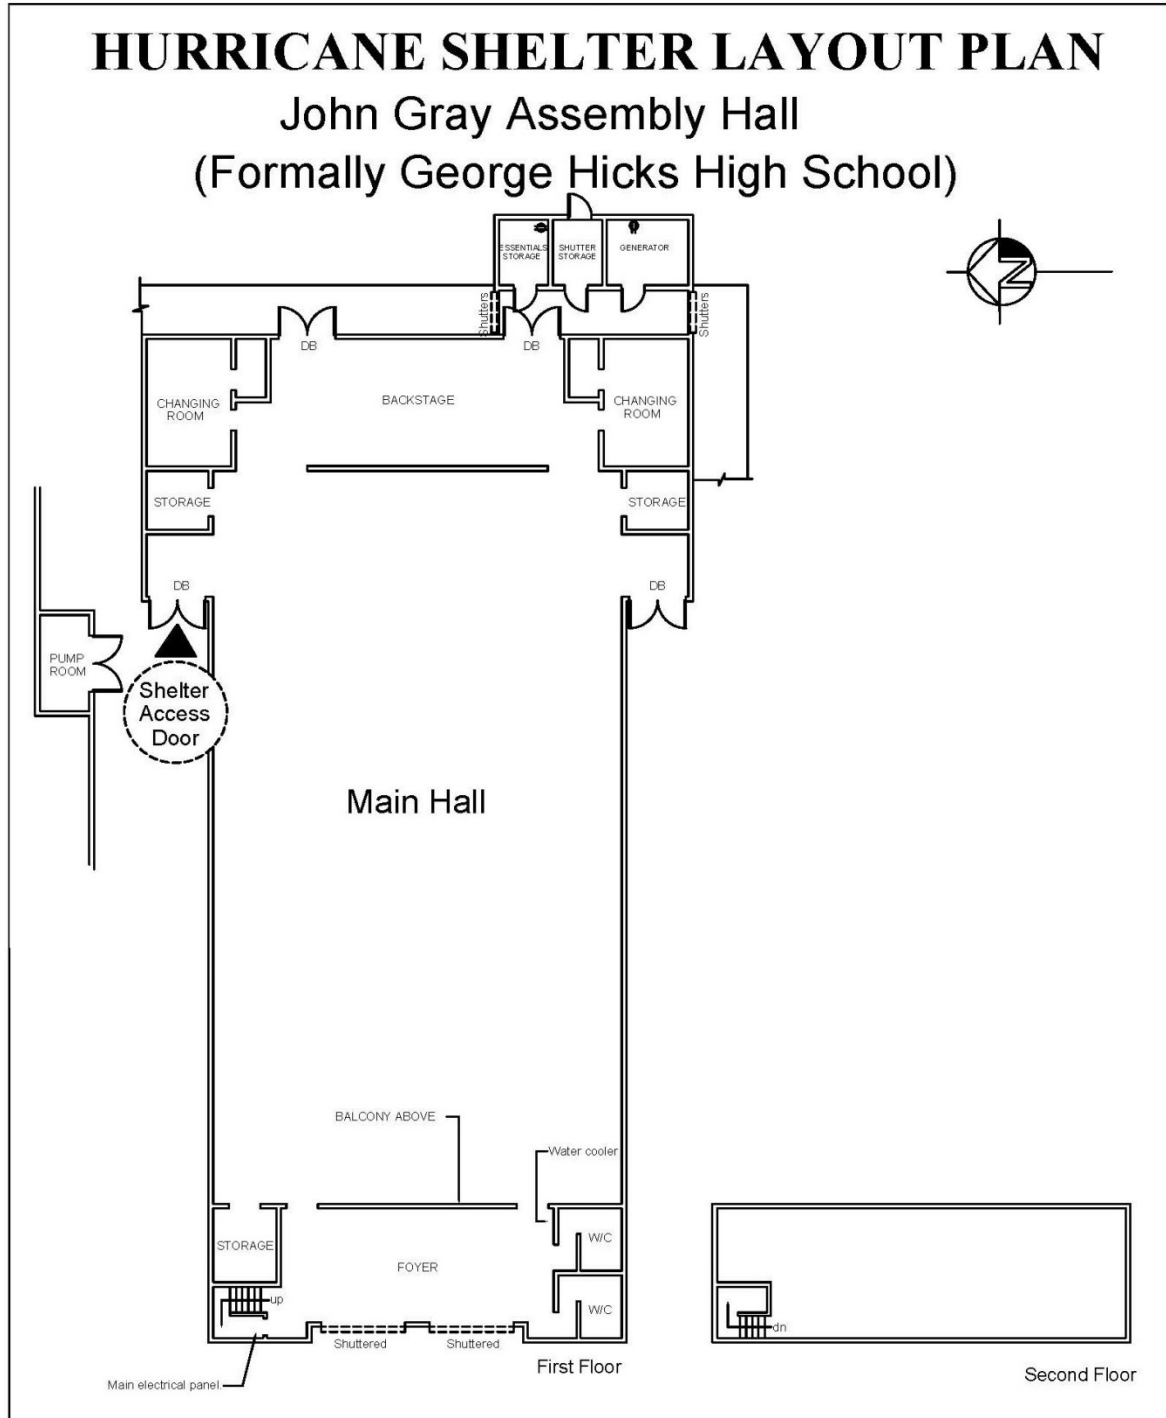 HURRICANE SHELTER LAYOUT PLAN
John Gray Assembly Hall
(Formally George Hicks High School)
ESSENTIALS
STORAGE
SHUTTER
STORAGE
GENERATOR
N
Shutters
Shutters
DB
DB
CHANGING
ROOM
BACKSTAGE
CHANGING
ROOM
STORAGE
STORAGE
DB
DB
PUMP
ROOM
Shelter
Access
Door
Main Hall
BALCONY ABOVE
Water cooler
STORAGE
W/C
FOYER
up
W/C
dn
Shuttered
Shuttered
First Floor
Second Floor
Main electrical panel